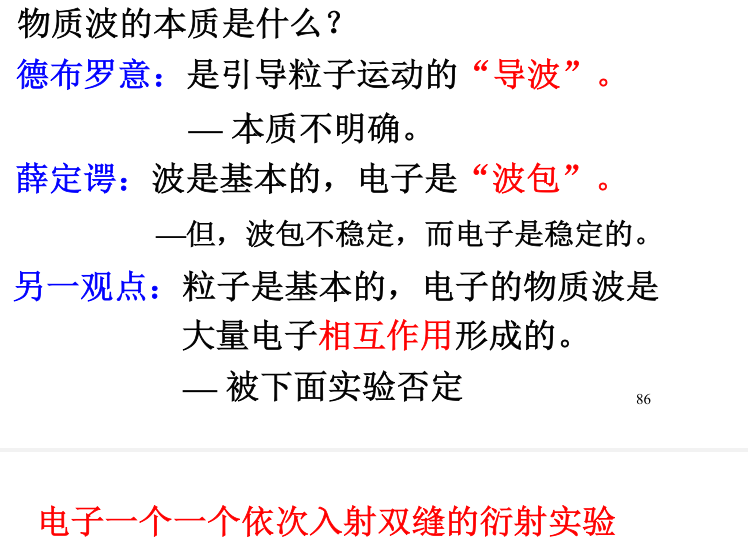 物质波的本质是什么?
德布罗意：是引导粒子运动的“导波”。
— 本质不明确。
薛定谔：波是基本的，电子是“波包”。
—但，波包不稳定，而电子是稳定的。
另一观点：粒子是基本的，电子的物质波是
大量电子相互作用形成的。
— 被下面实验否定
86
电子一个一个依次入射双缝的衍射实验